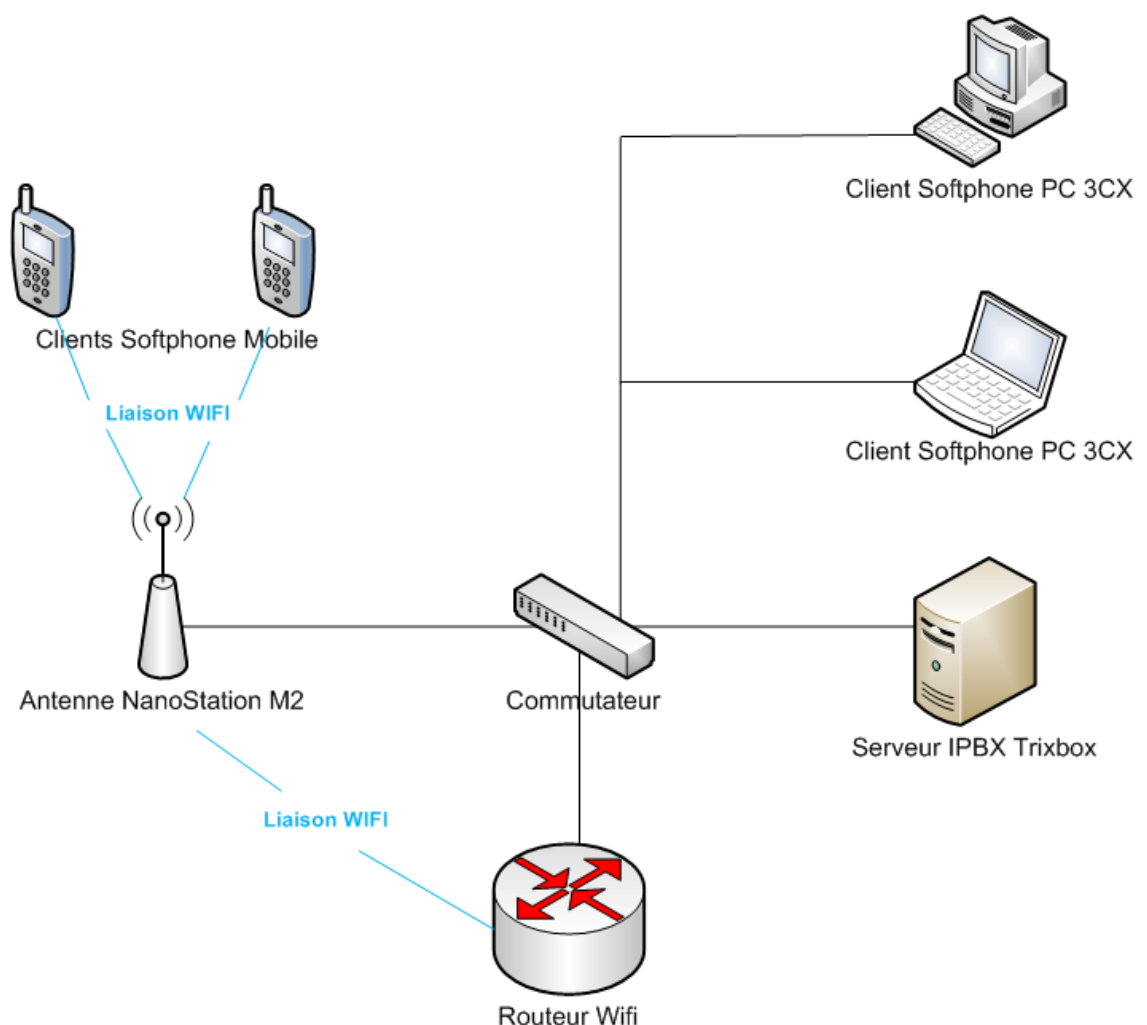 Client Softphone PC 3CX
Clients Softphone Mobile
Liaison WIFI
Client Softphone PC 3CX
Antenne NanoStation M2
Commutateur
Serveur IPBX Trixbox
Liaison WIFI
Routeur Wifi